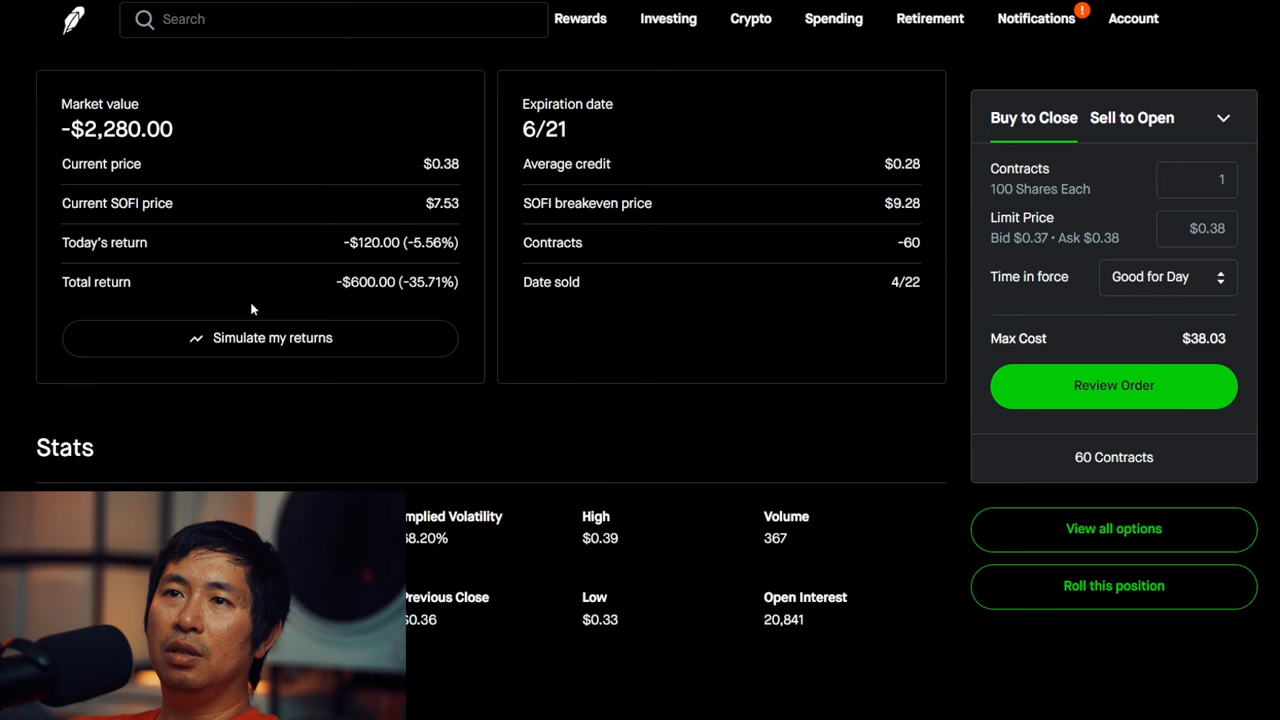 Search
Rewards
Investing
Crypto
Spending
Retirement
Notifications
!
Account
Market value
-$2,280.00
Current price $0.38
Current SOFI price $7.53
Today's return -$120.00 (-5.56%)
Total return -$600.00 (-35.71%)
Simulate my returns
Expiration date
6/21
Average credit $0.28
SOFI breakeven price $9.28
Contracts -60
Date sold 4/22
Buy to Close Sell to Open
Contracts
100 Shares Each
1
Limit Price
Bid $0.37 • Ask $0.38
$0.38
Time in force Good for Day
Max Cost $38.03
Review Order
60 Contracts
View all options
Roll this position
Stats
mplied Volatility
8.20%
High
$0.39
Volume
367
Previous Close
0.36
Low
$0.33
Open Interest
20,841